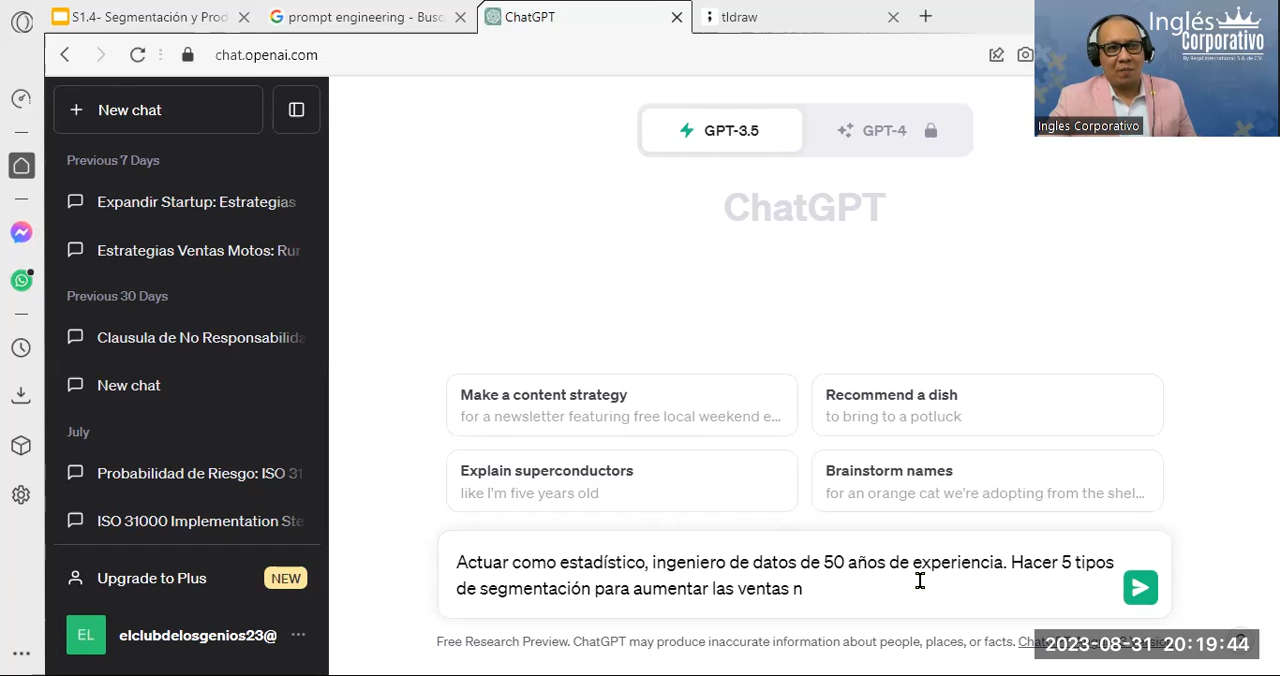 S1.4- Segmentación y Prod
prompt engineering - Busc
ChatGPT
tldraw
chat.openai.com
Inglés
Corporativo
By Regal International, S.A. de C.V.
Ingles Corporativo
New chat
GPT-3.5
GPT-4
Previous 7 Days
Expandir Startup: Estrategias
Estrategias Ventas Motos: Rur
Previous 30 Days
Clausula de No Responsabilida
New chat
July
Probabilidad de Riesgo: ISO 31
ISO 31000 Implementation Ste
Upgrade to Plus
NEW
EL
elclubdelosgenios23@
ChatGPT
Make a content strategy
for a newsletter featuring free local weekend e...
Recommend a dish
to bring to a potluck
Explain superconductors
like I'm five years old
Brainstorm names
for an orange cat we're adopting from the shel...
Actuar como estadístico, ingeniero de datos de 50 años de experiencia. Hacer 5 tipos
de segmentación para aumentar las ventas n
Free Research Preview. ChatGPT may produce inaccurate information about people, places, or facts.
2023-08-31 20:19:44